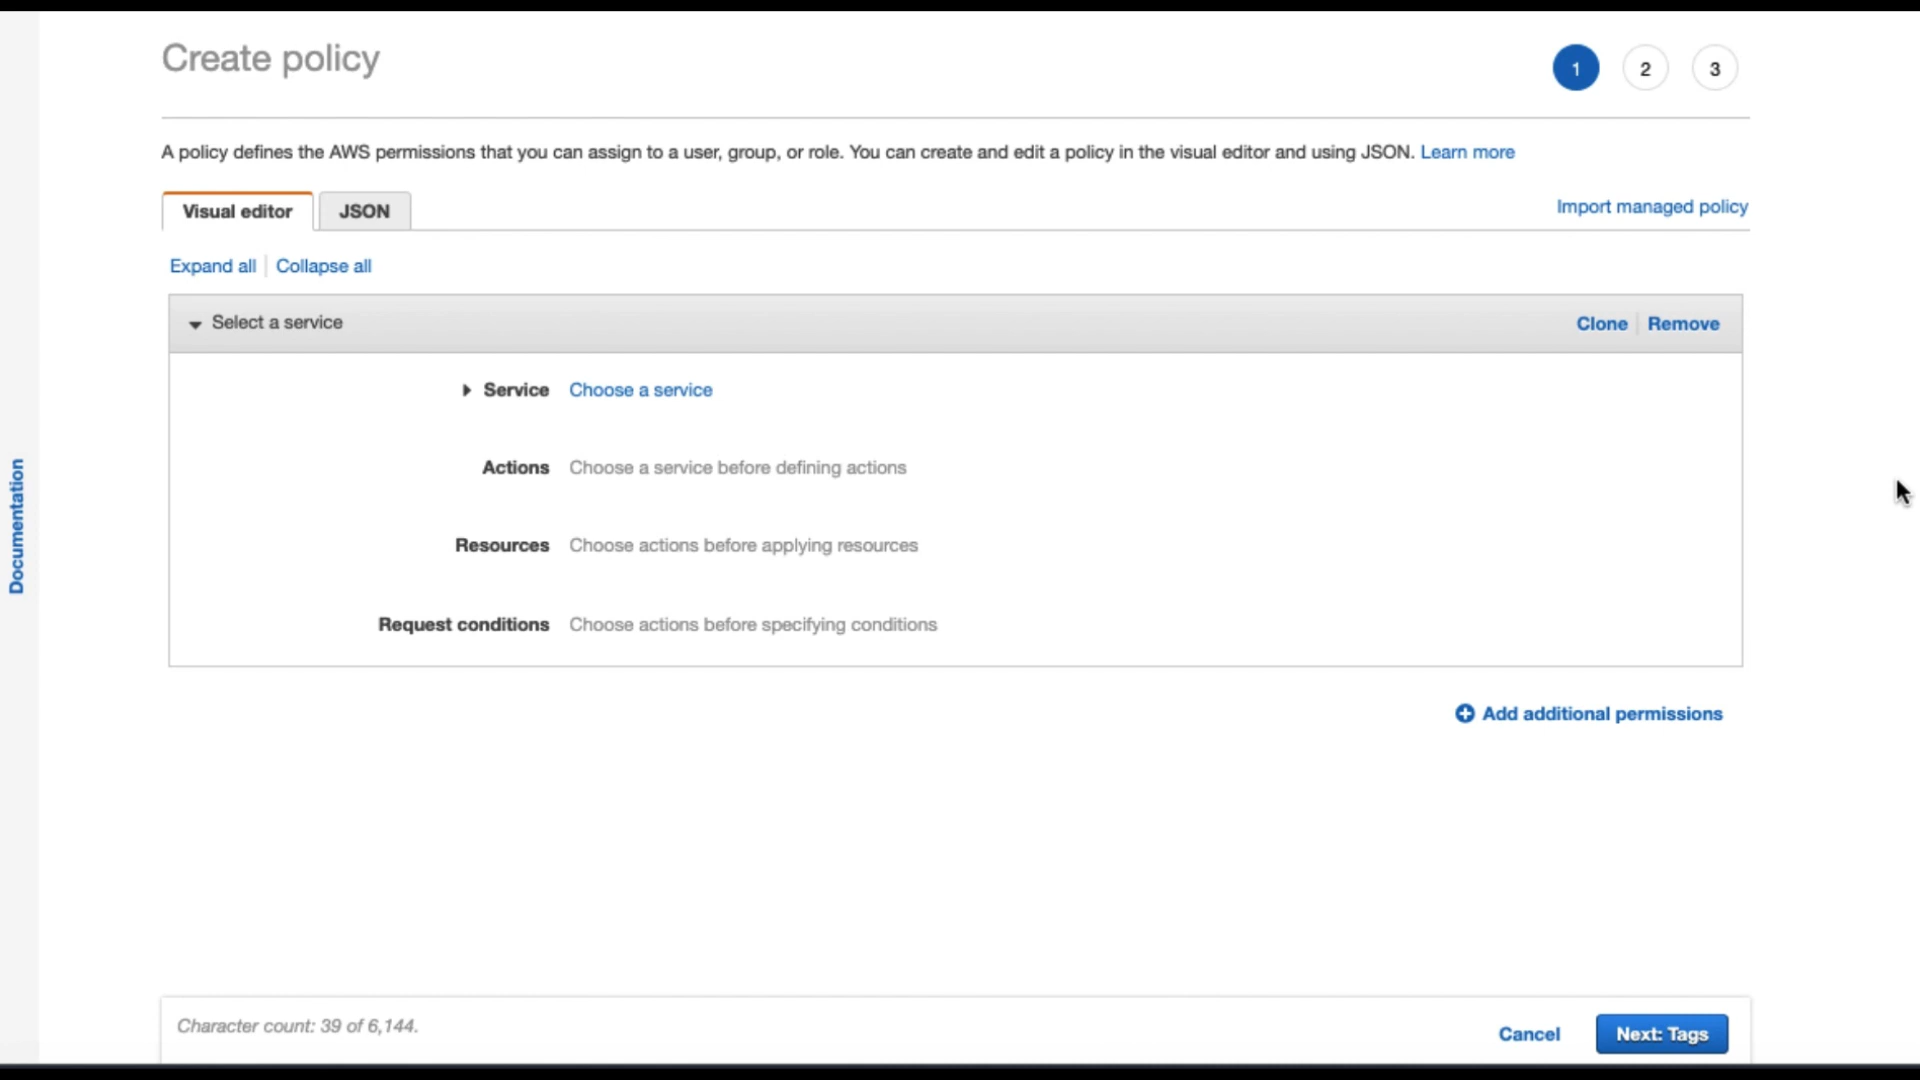 Create policy
1 2 3
A policy defines the AWS permissions that you can assign to a user, group, or role. You can create and edit a policy in the visual editor and using JSON. Learn more
Visual editor JSON Import managed policy
Expand all Collapse all
Select a service Clone Remove
Service Choose a service
Actions Choose a service before defining actions
Resources Choose actions before applying resources
Request conditions Choose actions before specifying conditions
Documentation
Add additional permissions
Character count: 39 of 6,144.
Cancel Next: Tags